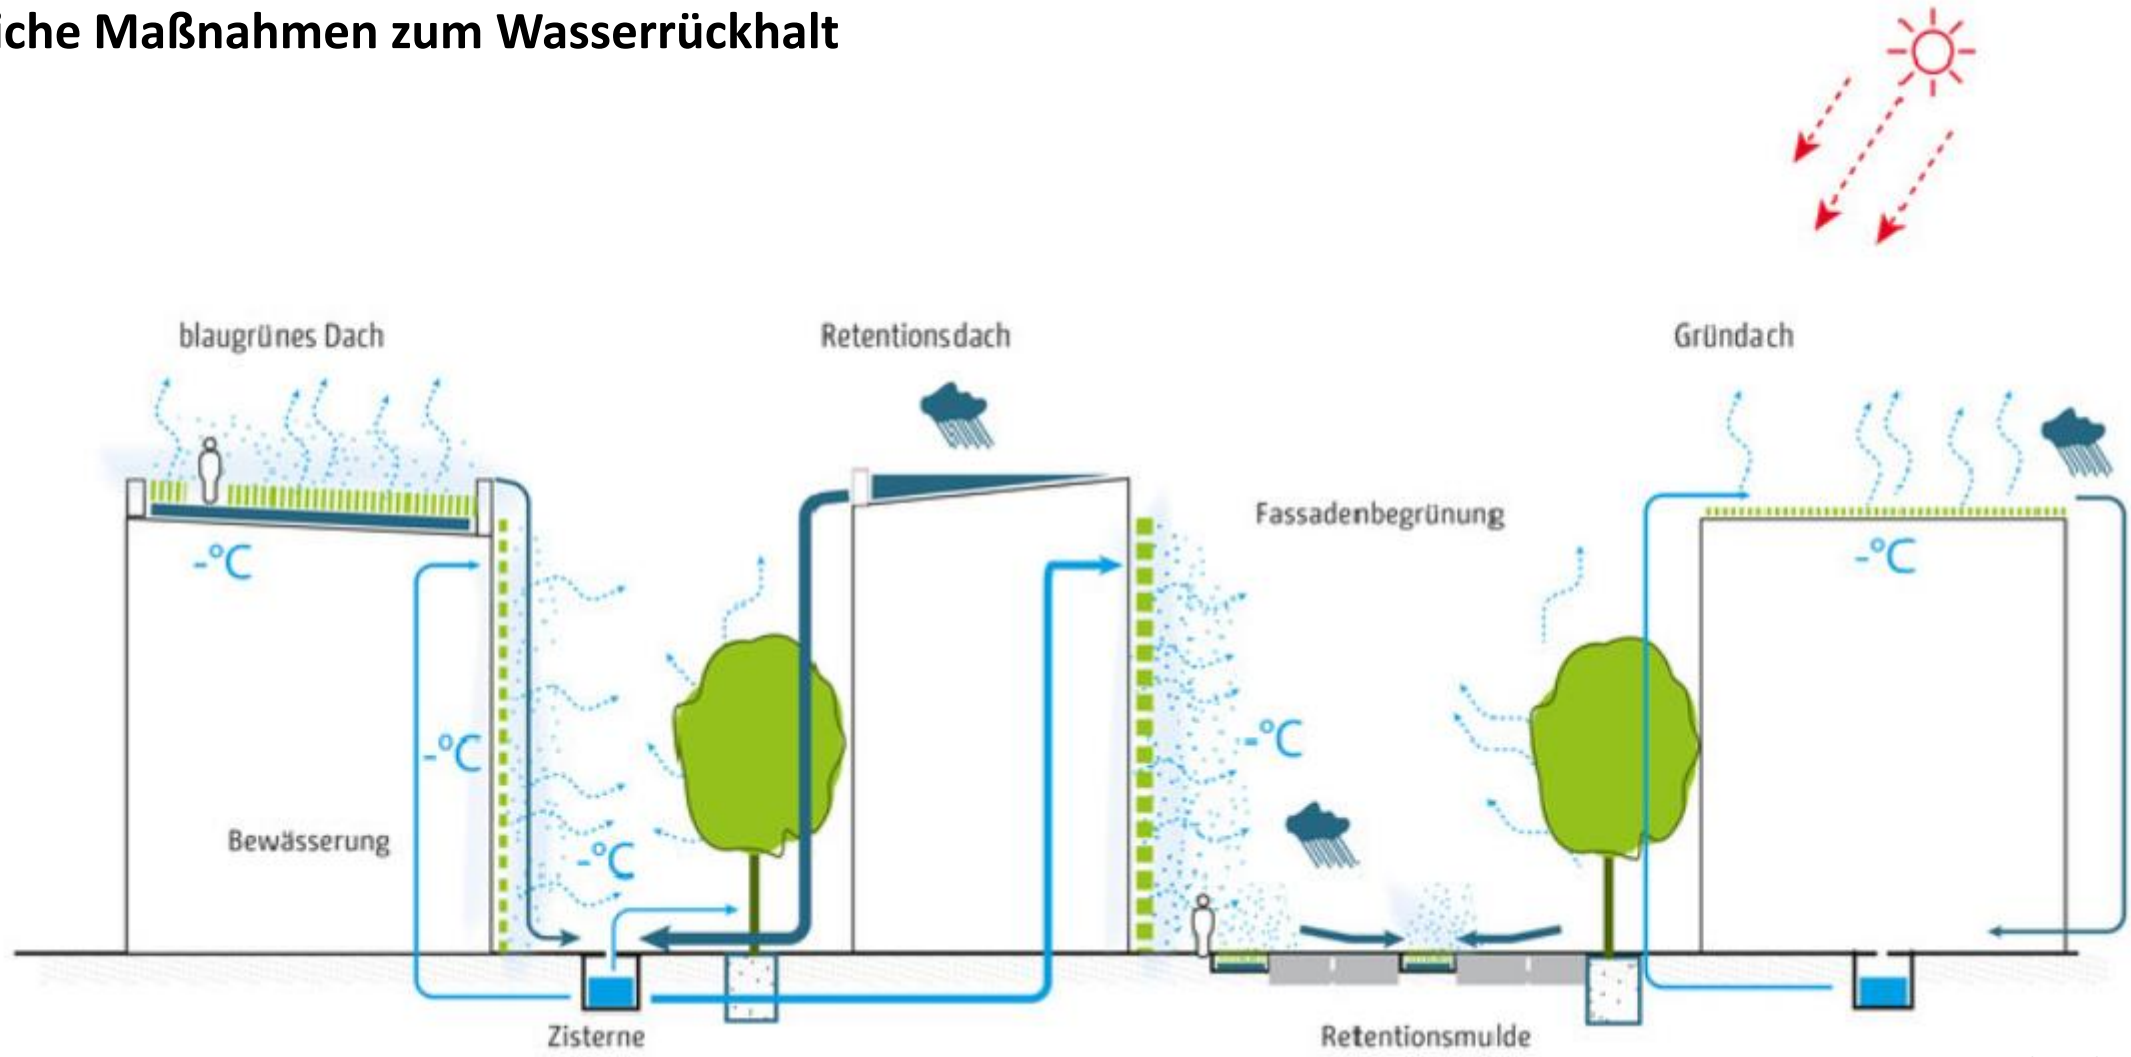 iche Maßnahmen zum Wasserrückhalt
blaugrünes Dach
Retentionsdach
Gründach
Fassadenbegrünung
-°C
-°C
-°C
-°C
Bewässerung
-°C
Zisterne
Retentionsmulde